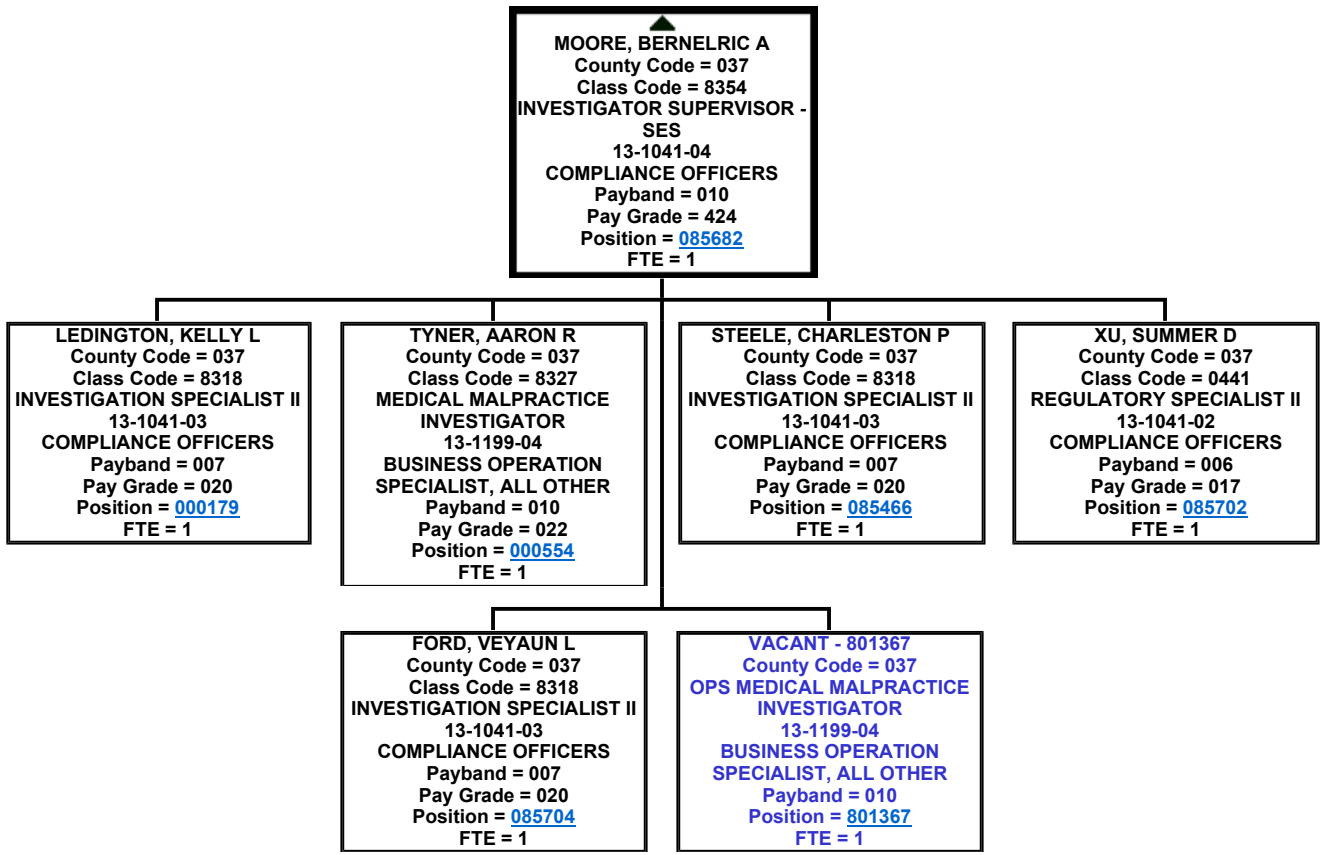 MOORE, BERNELRIC A
County Code = 037
Class Code = 8354
INVESTIGATOR SUPERVISOR -
SES
13-1041-04
COMPLIANCE OFFICERS
Payband = 010
Pay Grade = 424
Position = 085682
FTE = 1
LEDINGTON, KELLY L
County Code = 037
Class Code = 8318
INVESTIGATION SPECIALIST II
13-1041-03
COMPLIANCE OFFICERS
Payband = 007
Pay Grade = 020
Position = 000179
FTE = 1
TYNER, AARON R
County Code = 037
Class Code = 8327
MEDICAL MALPRACTICE
INVESTIGATOR
13-1199-04
BUSINESS OPERATION
SPECIALIST, ALL OTHER
Payband = 010
Pay Grade = 022
Position = 000554
FTE = 1
STEELE, CHARLESTON P
County Code = 037
Class Code = 8318
INVESTIGATION SPECIALIST II
13-1041-03
COMPLIANCE OFFICERS
Payband = 007
Pay Grade = 020
Position = 085466
FTE = 1
XU, SUMMER D
County Code = 037
Class Code = 0441
REGULATORY SPECIALIST II
13-1041-02
COMPLIANCE OFFICERS
Payband = 006
Pay Grade = 017
Position = 085702
FTE = 1
FORD, VEYAUN L
County Code = 037
Class Code = 8318
INVESTIGATION SPECIALIST II
13-1041-03
COMPLIANCE OFFICERS
Payband = 007
Pay Grade = 020
Position = 085704
FTE = 1
VACANT - 801367
County Code = 037
OPS MEDICAL MALPRACTICE
INVESTIGATOR
13-1199-04
BUSINESS OPERATION
SPECIALIST, ALL OTHER
Payband = 010
Position = 801367
FTE = 1